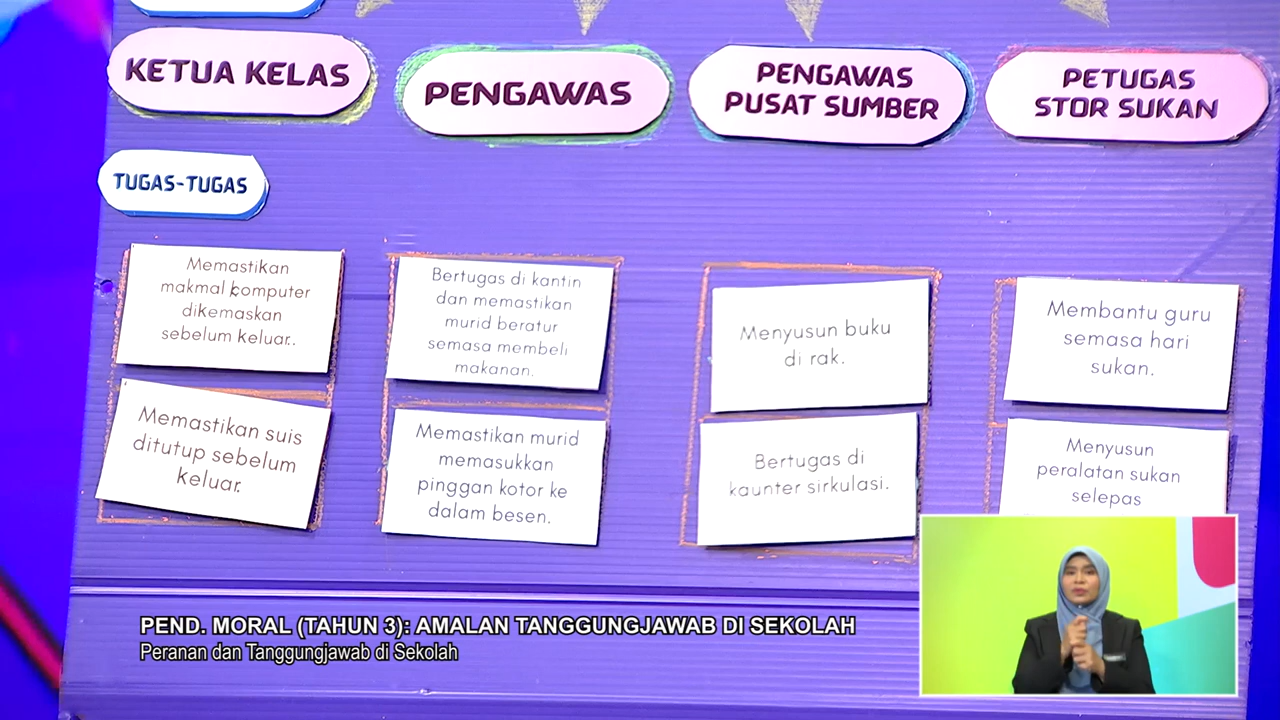 KETUA KELAS
PENGAWAS
PENGAWAS
PUSAT SUMBER
PETUGAS
STOR SUKAN
TUGAS-TUGAS
Memastikan
makmal komputer
dikemaskan
sebelum keluar..
Bertugas di kantin
dan memastikan
murid beratur
semasa membeli
makanan.
Menyusun buku
di rak.
Membantu guru
semasa hari
sukan.
Memastikan suis
ditutup sebelum
keluar.
Memastikan murid
memasukkan
pinggan kotor ke
dalam besen.
Bertugas di
kaunter sirkulasi.
Menyusun
peralatan sukan
selepas
PEND. MORAL (TAHUN 3): AMALAN TANGGUNGJAWAB DI SEKOLAH
Peranan dan Tanggungjawab di Sekolah